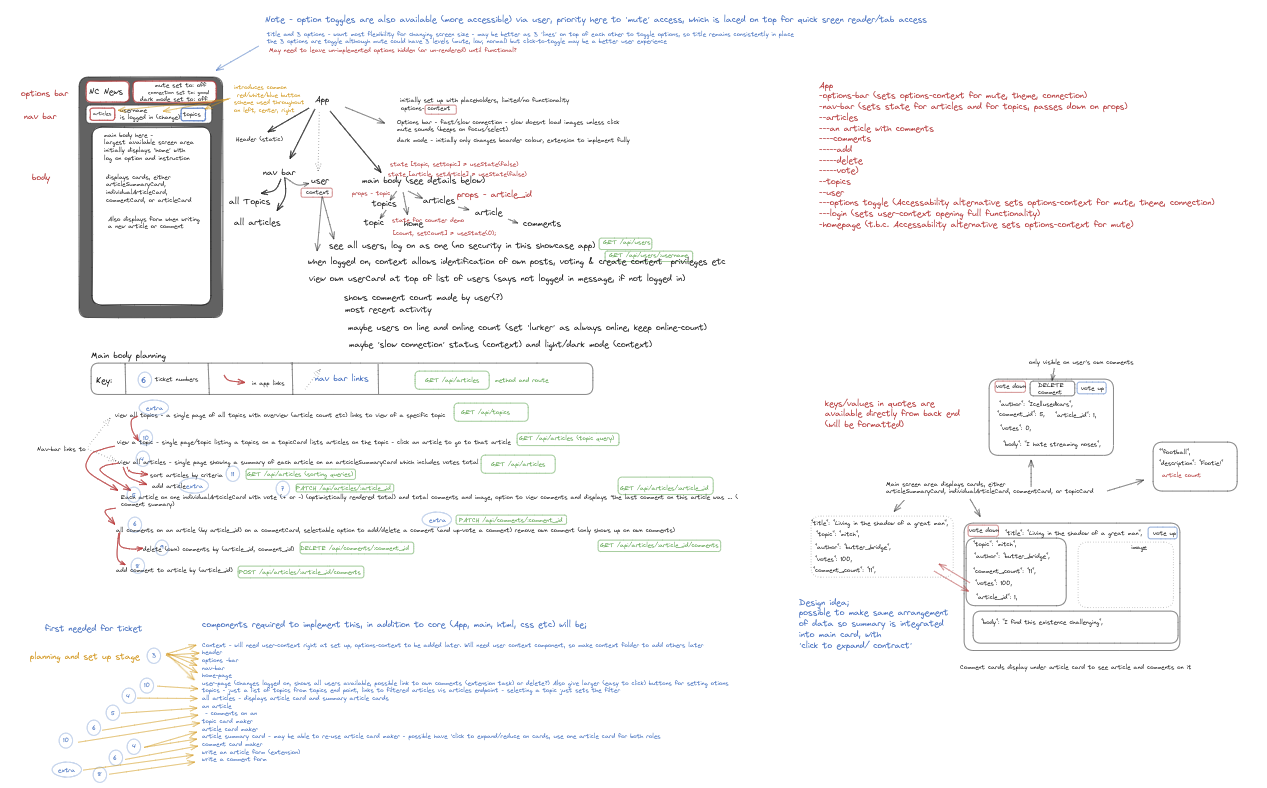 Note - option toggles are also available (more accessible) via user, priority here to 'mute' access, which is laced on top for quick sreen reader/tab access
title and 3 options - want most flexibility for changing screen size - may be better as 3 'lines' on top of each other to toggle options, so title remains consistently in place
the 3 options are toggle although mute could have 3 levels (mute, low, normal) but click-to-toggle may be a better user experience
May need to leave un-implemented options hidden (or un-rendered) until functional?
options bar
nav bar
body
NC News
mute set to: off
connection set to: good
dark mode set to: off
articles
username
is logged in (change)
topics
main body here -
largest available screen area
initially displays 'home' with
log on option and instruction
displays cards, either
articleSummaryCard,
individualArticleCard,
commentCard, or articleCard
Also displays form when writing
a new article or comment
introduces common
red/white/blue button
scheme used throughout
on left, center, right
App
Header (static)
nav bar
user
context
all Topics
all articles
initially set up with placeholders, limited/no functionality
options-
context
Options bar - fast/slow connection - slow doesnt load images unless click
mute sounds (beeps on focus/select)
dark mode - initially only changes boarder colour, extension to implement fully
state [topic, settopic] = useState(false)
state [article, setArticle] = useState(false)
main body (see details below)
props - topic
topics
articles
props - article_id
topic
home
article
comments
state for counter demo
[count, setCount] = useState(0);
see all users, log on as one (no security in this showcase app)
GET /api/users
GET /api/users/username
when logged on, context allows identification of own posts, voting & create content privileges etc
view own userCard at top of list of users (says not logged in message, if not logged in)
shows comment count made by user(?)
most recent activity
maybe users on line and online count (set 'lurker' as always online, keep online-count)
maybe 'slow connection' status (context) and light/dark mode (context)
App
-options-bar (sets options-context for mute, theme, connection)
-nav-bar (sets state for articles and for topics, passes down on props)
--articles
----an article with comments
----comments
-----add
-----delete
-----vote)
--topics
--user
---options toggle (Accessability alternative sets options-context for mute, theme, connection)
---login (sets user-context opening full functionality)
-homepage (t.b.c. Accessability alternative sets options-context for mute)
Main body planning
Key:
6
ticket numbers
in app links
nav bar links
GET /api/articles
method and route
extra
view all topics - a single page of all topics with overview (article count etc) links to view of a specific topic
GET /api/topics
10
view a topic - single page/topic listing a topics on a topicCard lists articles on the topic - click an article to go to that article
GET /api/articles (topic query)
Nav-bar links to
view all articles - single page showing a summary of each article on an articleSummaryCard which includes votes total
GET /api/articles
sort articles by criteria
11
GET /api/articles (sorting queries)
add article
extra
7
PATCH /api/articles/article_id
GET /api/articles/article_id
Each article on one individualArticleCard with vote (+ or -) (optimistically rendered total) and total comments and image, option to view comments and displays 'the last comment on this article was ... (
comment summary)
6
extra
PATCH /api/comments/comment_id
all comments on an article (by article_id) on a commentCard, selectable option to add/delete a comment (and up-vote a comment) remove own comment (only shows up on own comments)
delete (own) comments by (article_id, comment_id)
DELETE /api/comments/comment_id
GET /api/articles/article_id/comments
8
add comment to article by (article_id)
POST /api/articles/article_id/comments
first needed for ticket
components required to implement this, in addition to core (App, main, html, css etc) will be;
planning and set up stage
3
Context - will need user-context right at set up, options-context to be added later. Will need user context component, so make context folder to add others later
header
options -bar
nav-bar
home-page
10
user-page (changes logged on, shows all users available, possible link to own comments (extension task) or delete?) Also give larger (easy to click) buttons for setting otions
4
topics - just a list of topics from topics end point, links to filtered articles vis articles endpoint - selecting a topic just sets the filter
all articles - displays article card and summary article cards
5
an article
6
- comments on an
10
topic card maker
article card maker
4
article summary card - may be able to re-use article card maker - possible have 'click to expand/reduce on cards, use one article card for both roles
6
comment card maker
extra
write an article form (extension)
8
write a comment form
only visible on user's own comments
vote down
DELETE
comment
vote up
"author": "Icellusedkars",
"comment_id": 5,
"article_id": 1,
"votes": 0,
"body": "I hate streaming noses",
keys/values in quotes are
available directly from back end
(will be formatted)
""Football",
"description": "Footie!"
article count
Main screen area displays cards, either
articleSummaryCard, individualArticleCard, commentCard, or topicCard
"title": "Living in the shadow of a great man",
"topic": "mitch",
"author": "butter_bridge",
"votes": 100,
"comment_count": "11",
vote down
"title": "Living in the shadow of a great man",
vote up
"topic": "mitch",
"author": "butter_bridge",
"comment_count": "11",
"votes": 100,
"article_id": 1,
image
"body": "I find this existence challenging",
Design idea;
possible to make same arrangement
of data so summary is integrated
into main card, with
'click to expand/ contract'
Comment cards display under article card to see article and comments on it